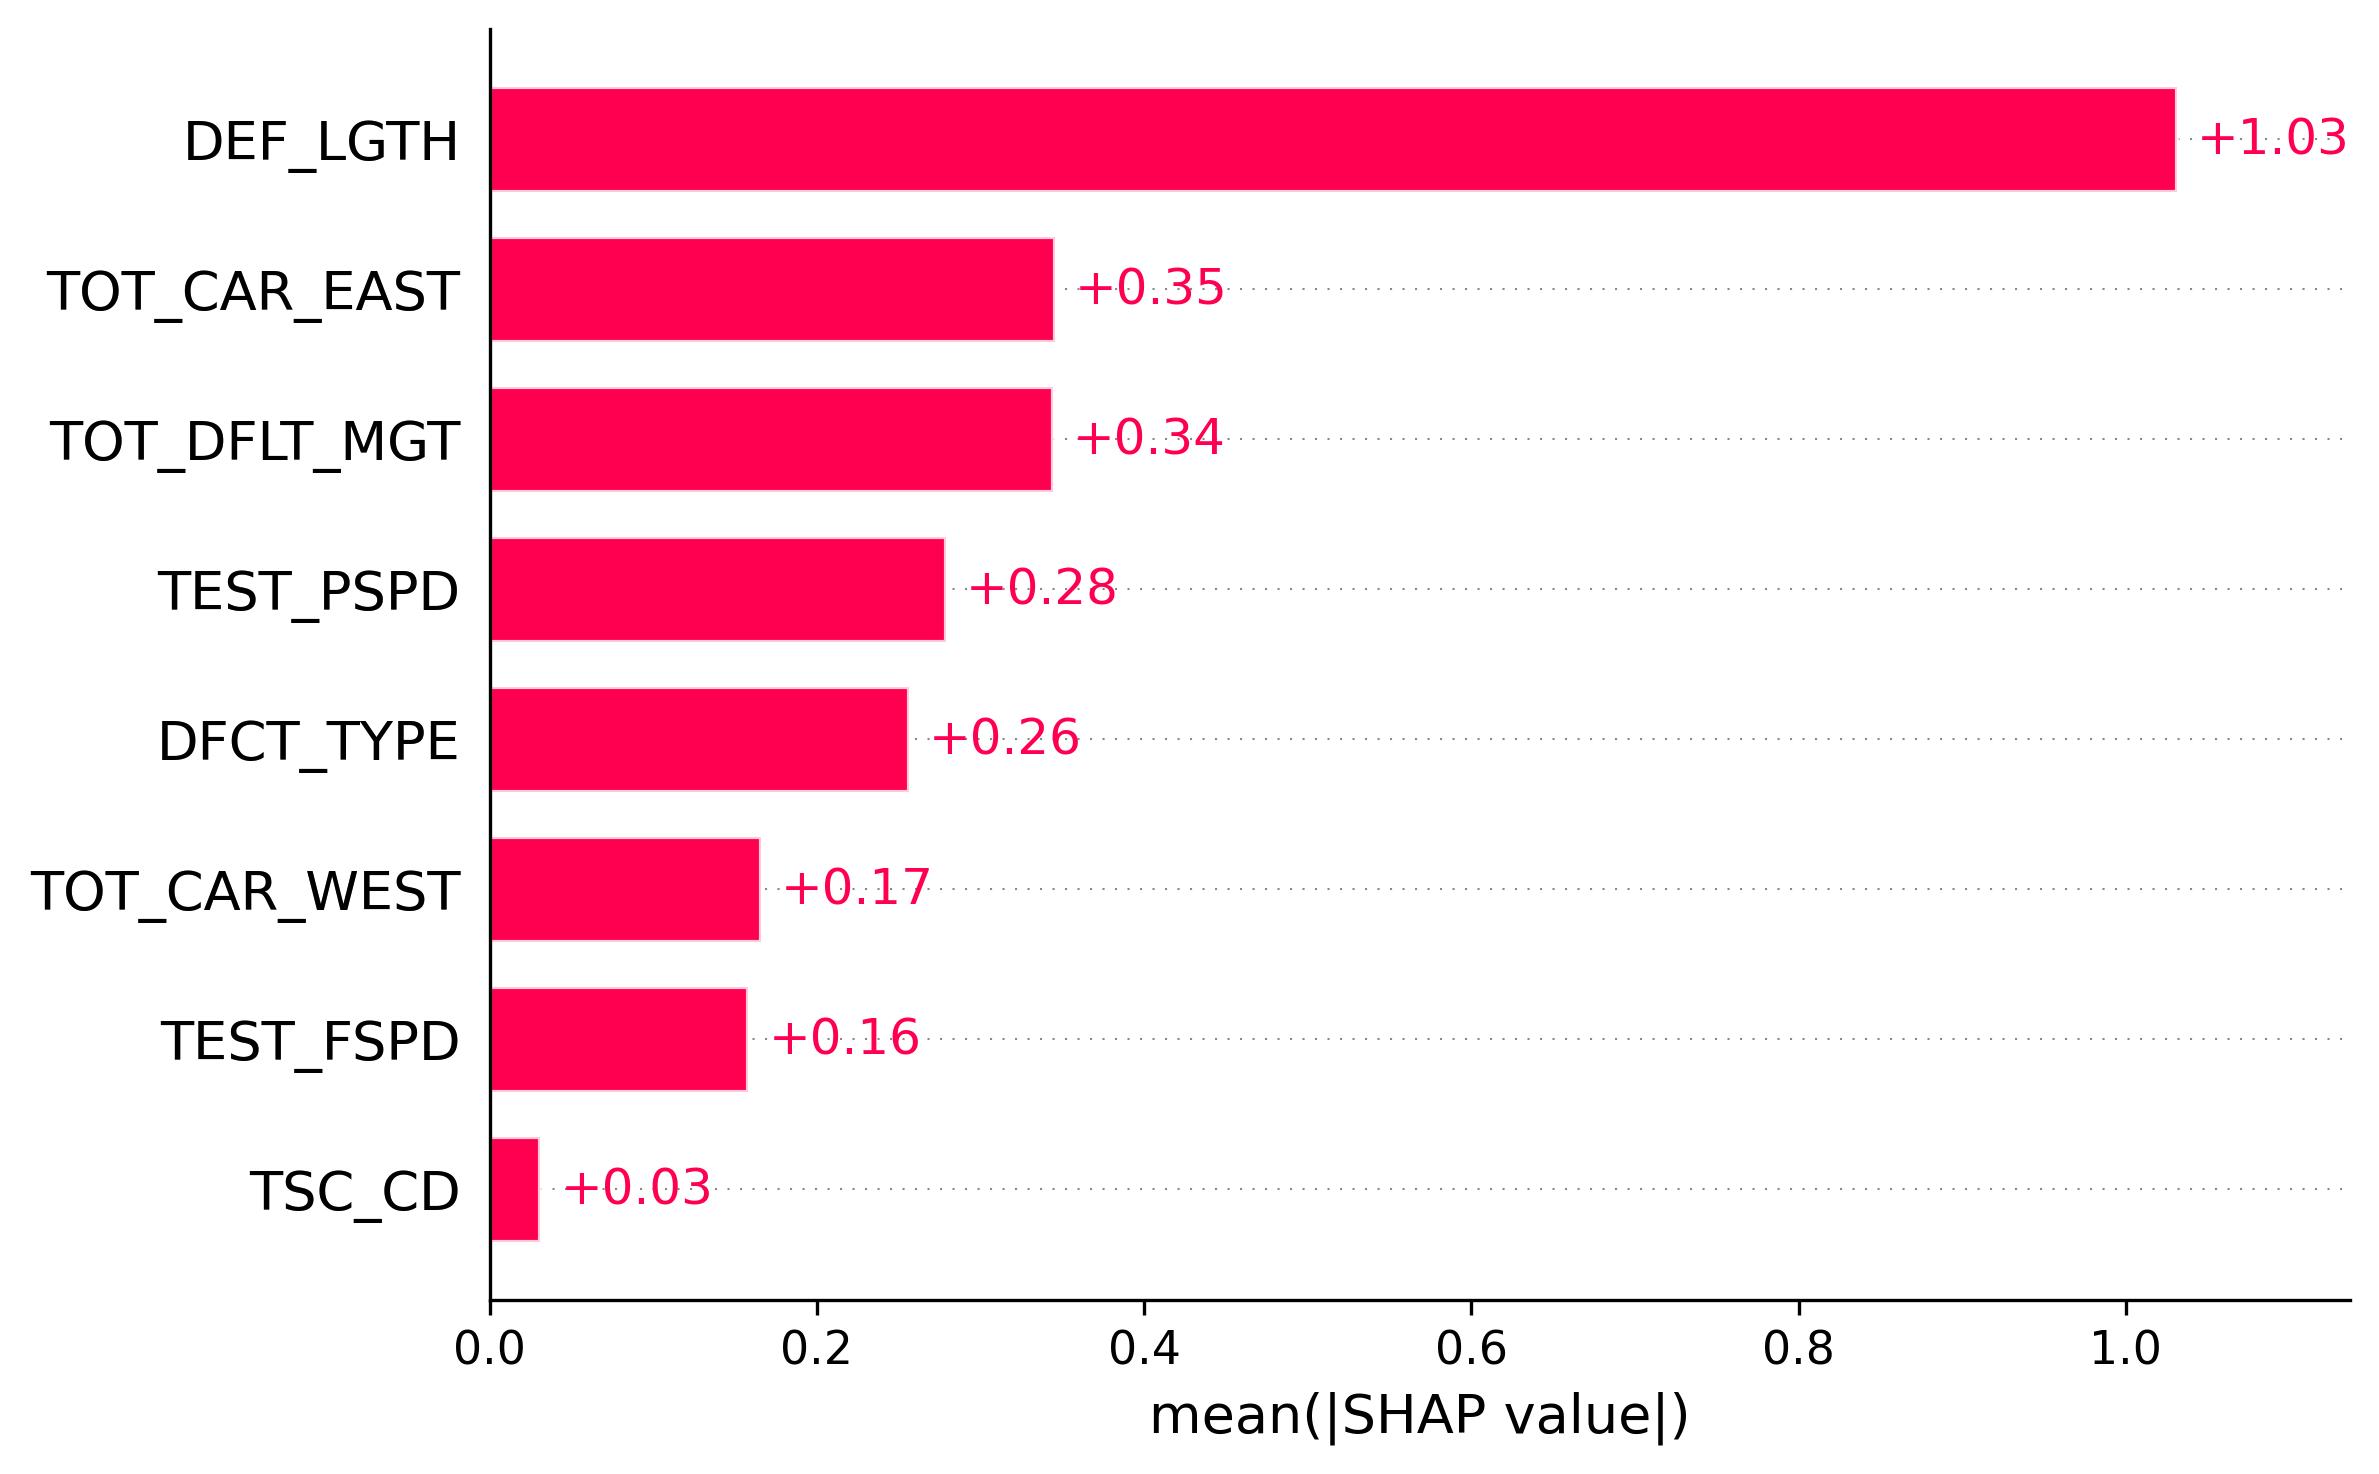 DEF_LGTH +1.03
TOT_CAR_EAST +0.35
TOT_DFLT_MGT +0.34
TEST_PSPD +0.28
DFCT_TYPE +0.26
TOT_CAR_WEST +0.17
TEST_FSPD +0.16
TSC_CD +0.03
0.0 0.2 0.4 0.6 0.8 1.0
mean(|SHAP value|)